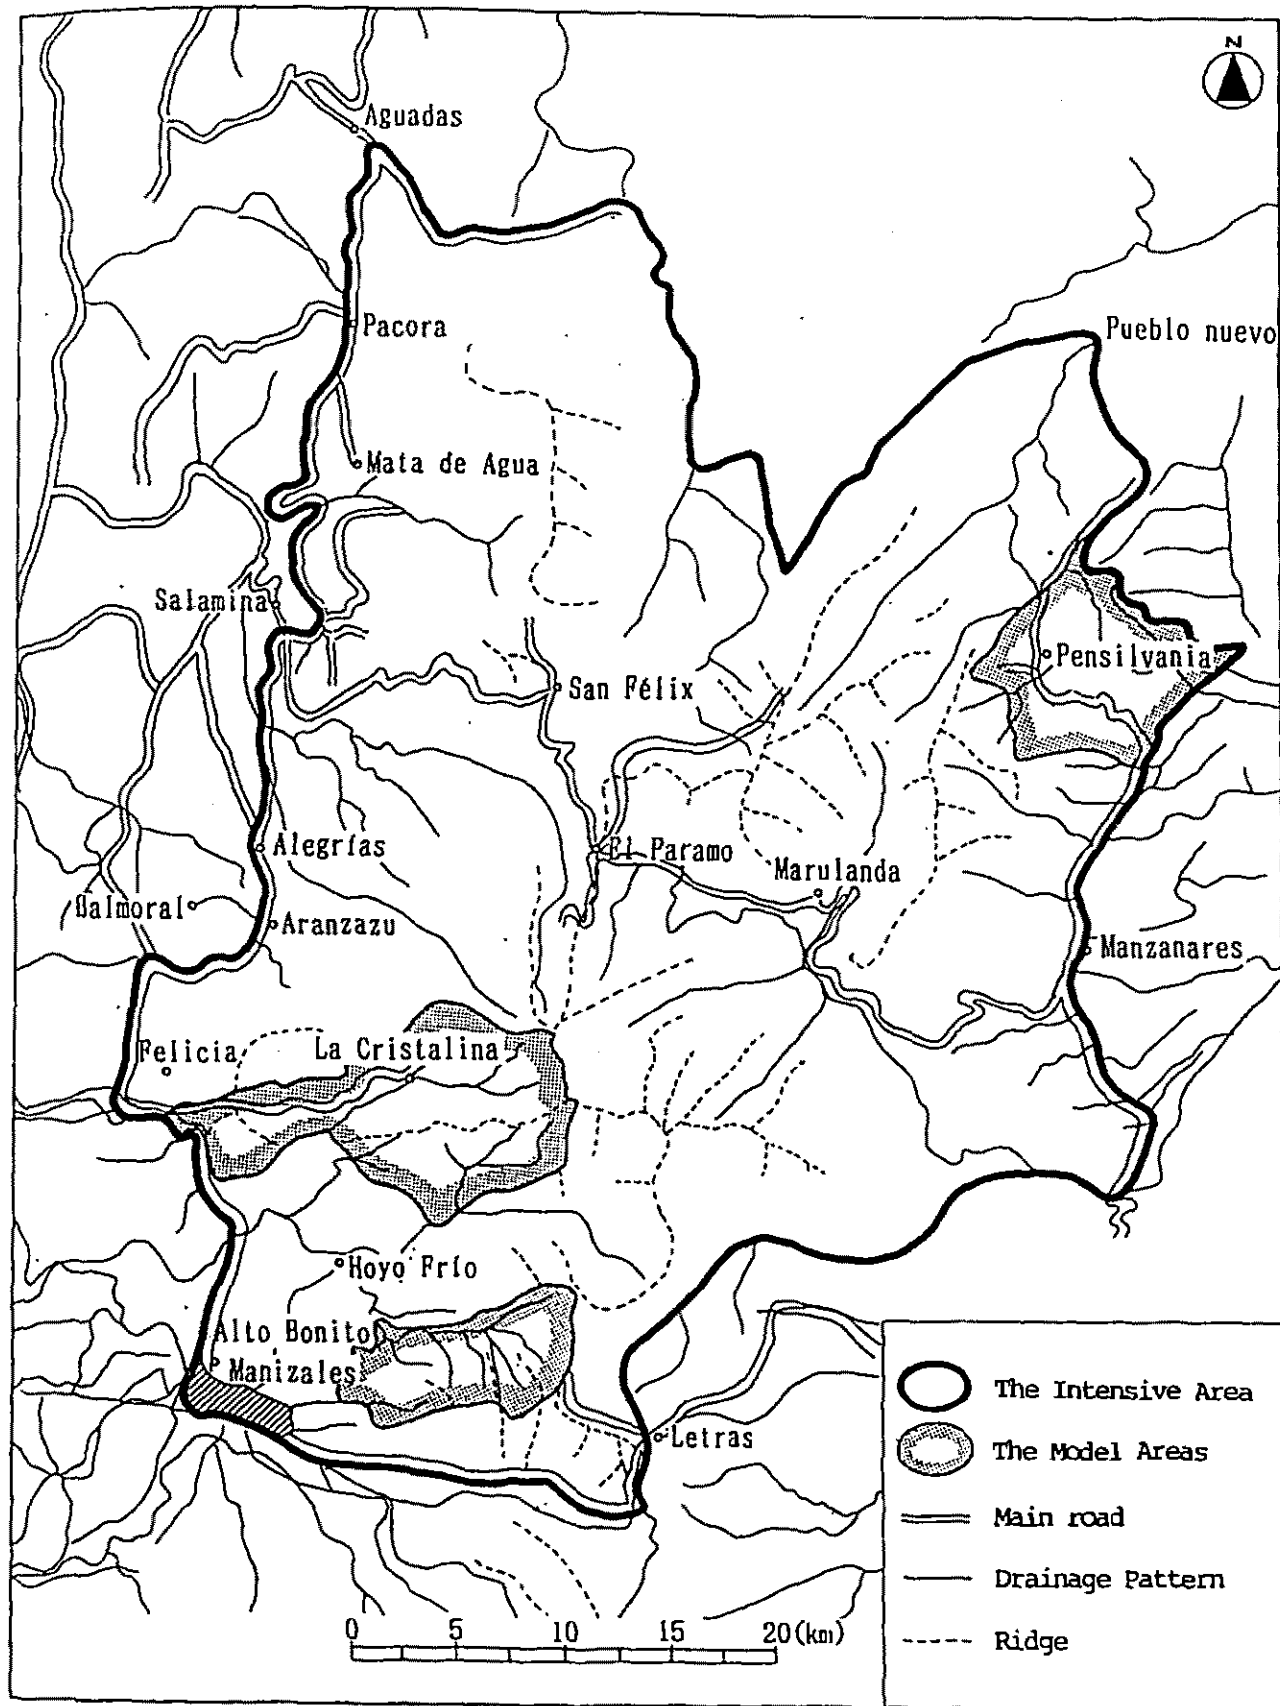 N
Aguadas
Pacora
Pueblo nuevo
Mata de Agua
Salamina
Pensilvania
San Félix
Alegrías
El Paramo
Marulanda
Balmoral
Aranzazu
Manzanares
Felicia
La Cristalina
Hoyo Frío
Alto Bonito
Manizales
Letras
The Intensive Area
The Model Areas
Main road
Drainage Pattern
Ridge
0 5 10 15 20(km)